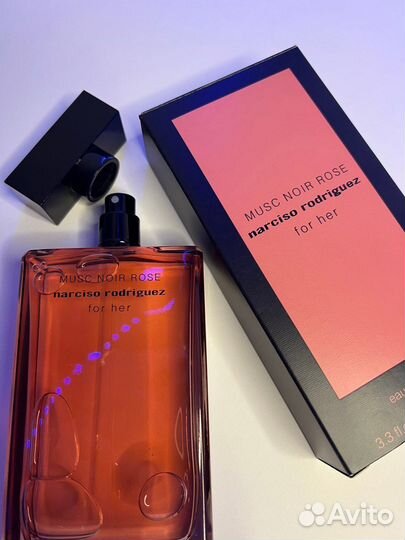 MUSC NOIR ROSE
narciso rodriguez
for her
eau
3.3 fl.
MUSC NOIR ROSE
narciso rodriguez
for her
Avito